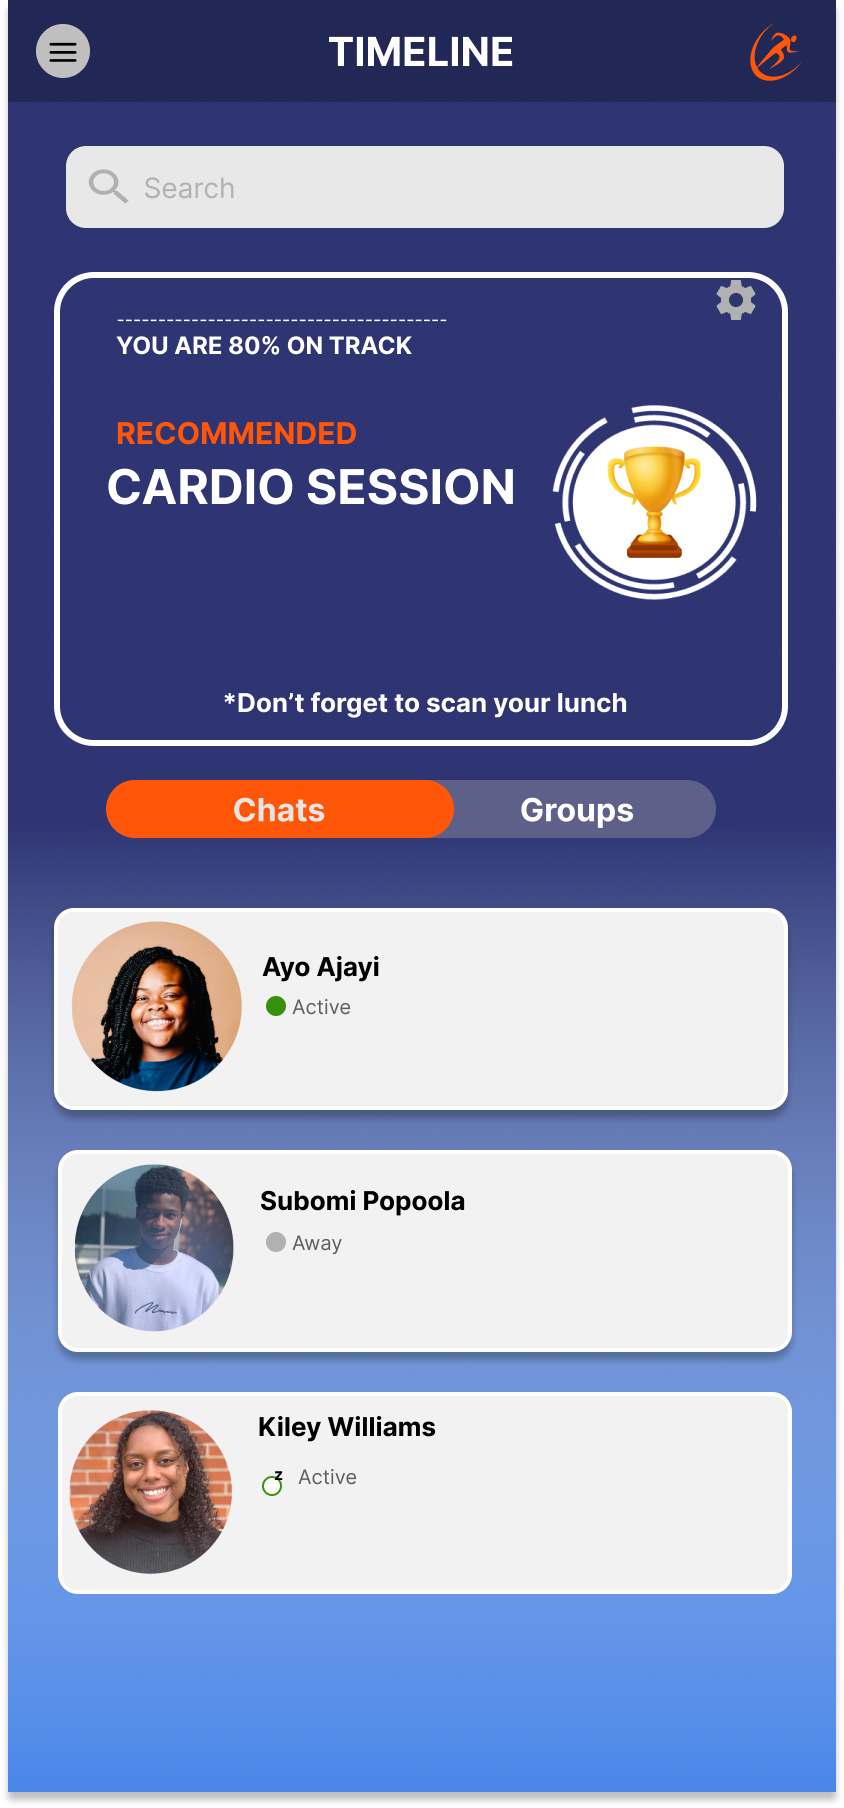 TIMELINE
Search
----------------------------------------
YOU ARE 80% ON TRACK
RECOMMENDED
CARDIO SESSION
*Don’t forget to scan your lunch
Chats Groups
Ayo Ajayi
Active
Subomi Popoola
Away
Kiley Williams
z Active